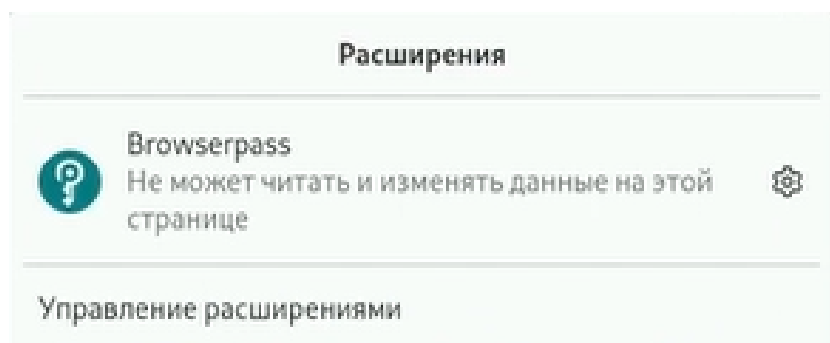 Расширения
Browserpass
Не может читать и изменять данные на этой
странице
Управление расширениями